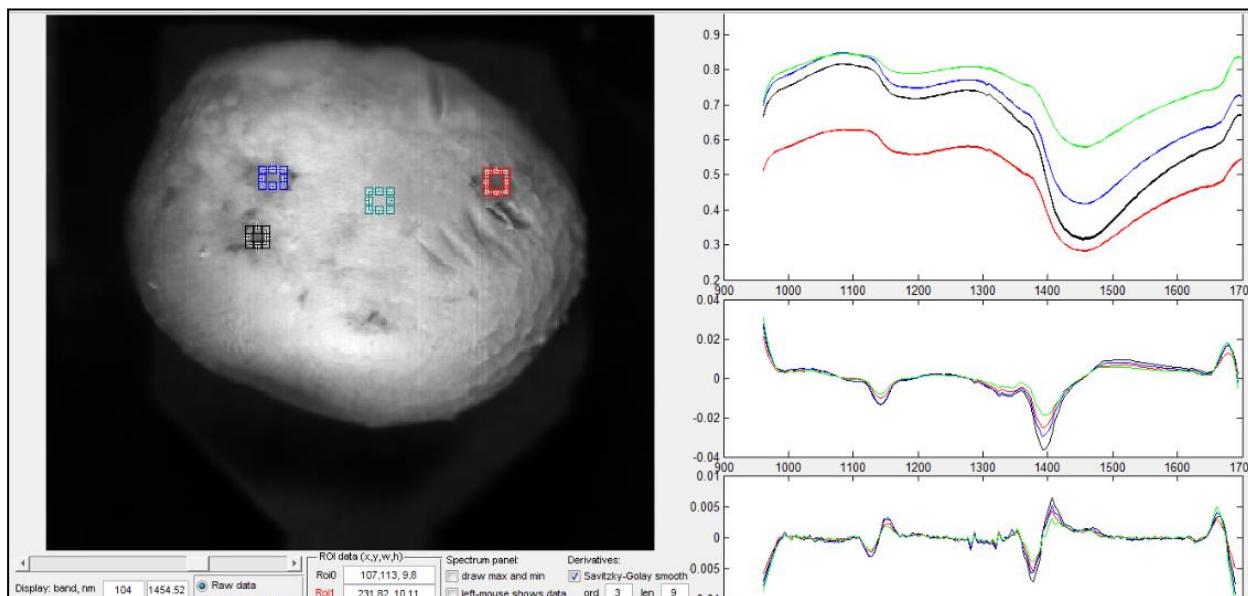 0.9
0.8
0.7
0.6
0.5
0.4
0.3
0.2
900 1000 1100 1200 1300 1400 1500 1600 170
0.04
0.02
0
-0.02
-0.04
900 1000 1100 1200 1300 1400 1500 1600 170
0.01
0.005
0
-0.005
ROI data (x,y,w,h)
Spectrum panel:
Derivatives:
Display: band, nm 104 1454.52 Raw data
Roi0 107,113, 9,8
draw max and min
Savitzky-Golay smooth
Roi1 231,82, 10,11
left-mouse shows data
ord 3 len 9